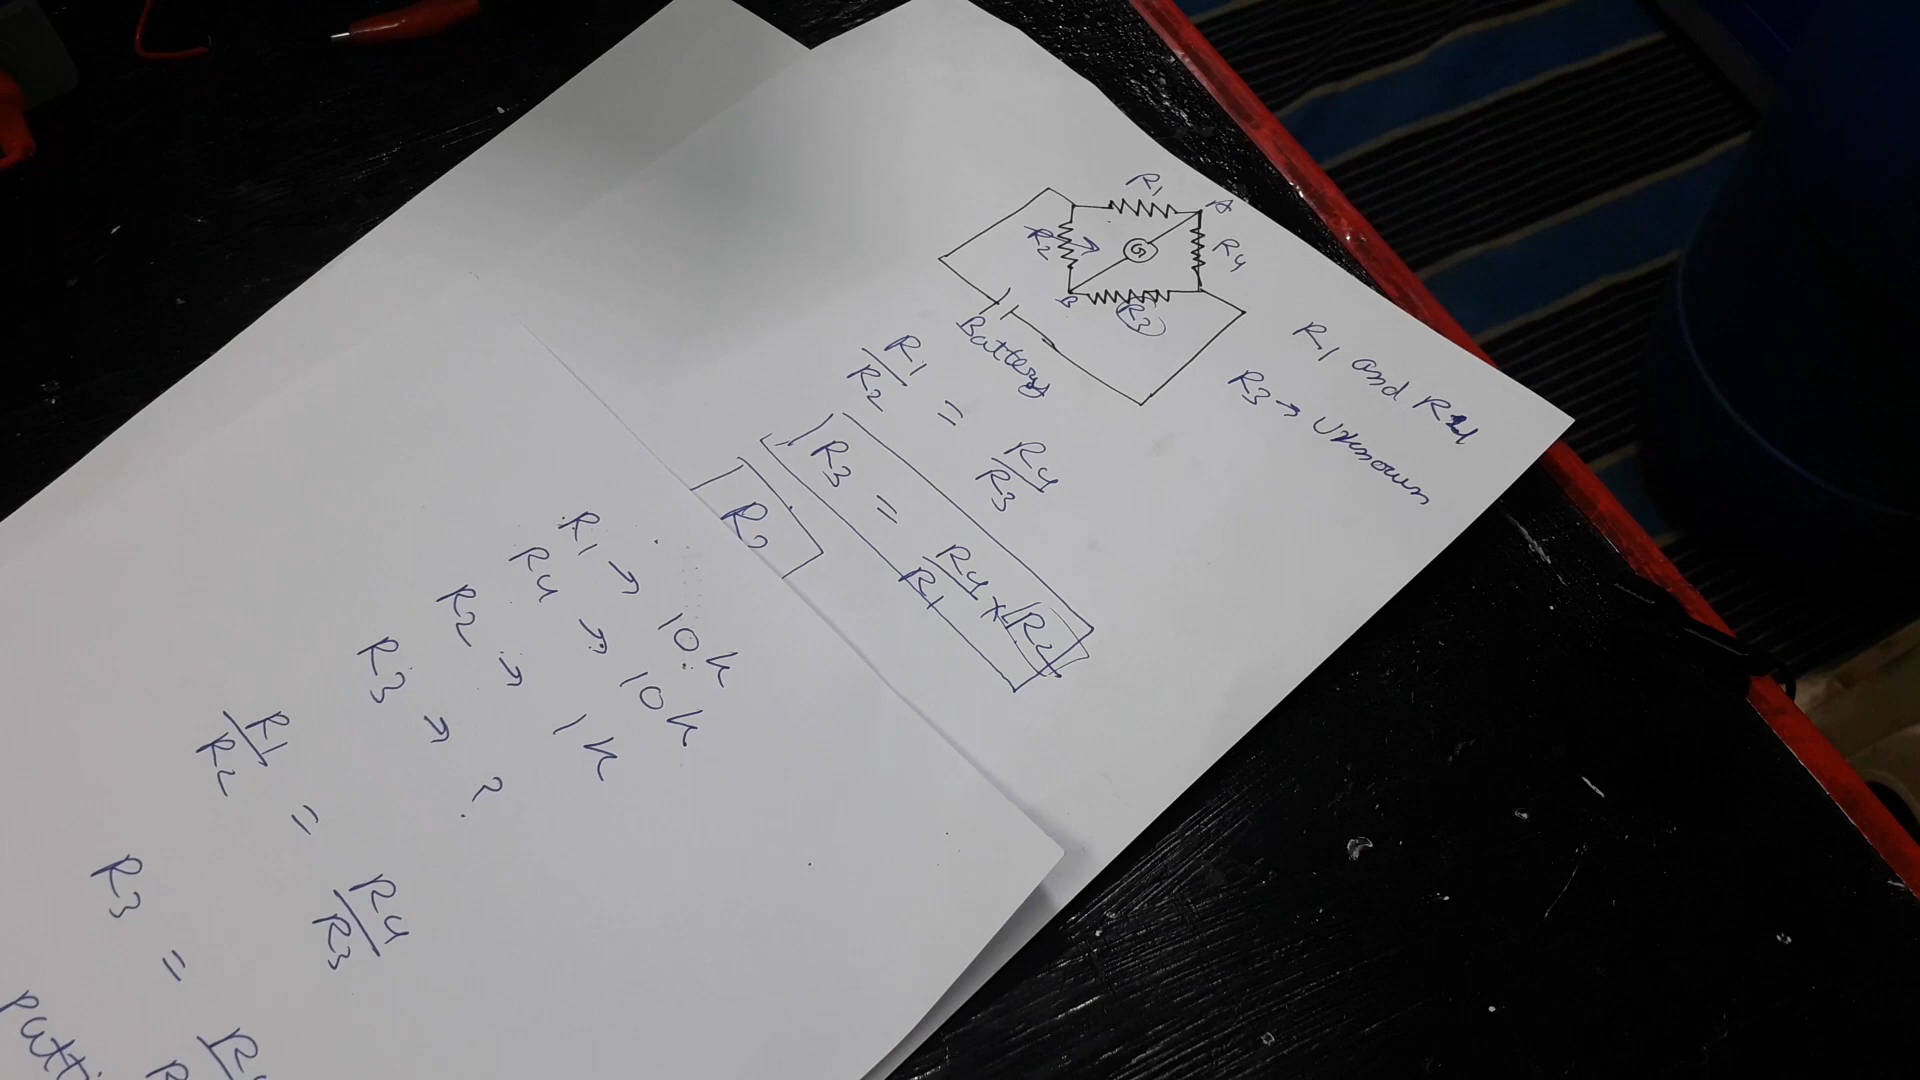 R1
A
R2
G
R4
B
R3
Battery
R1 and R4
R3 → Unknown
R1/R2 = R4/R3
R3 = R4/R1 × R2
R1 → 10k
R4 → 10k
R2 → 1k
R3 → ?
R1/R2 = R4/R3
R3 =